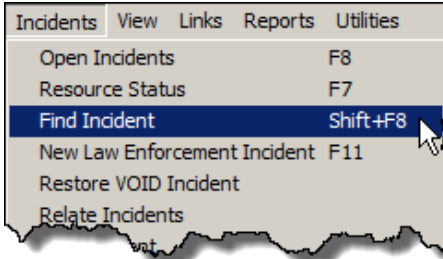 Incidents View Links Reports Utilities
Open Incidents F8
Resource Status F7
Find Incident Shift+F8
New Law Enforcement Incident F11
Restore VOID Incident
Relate Incidents